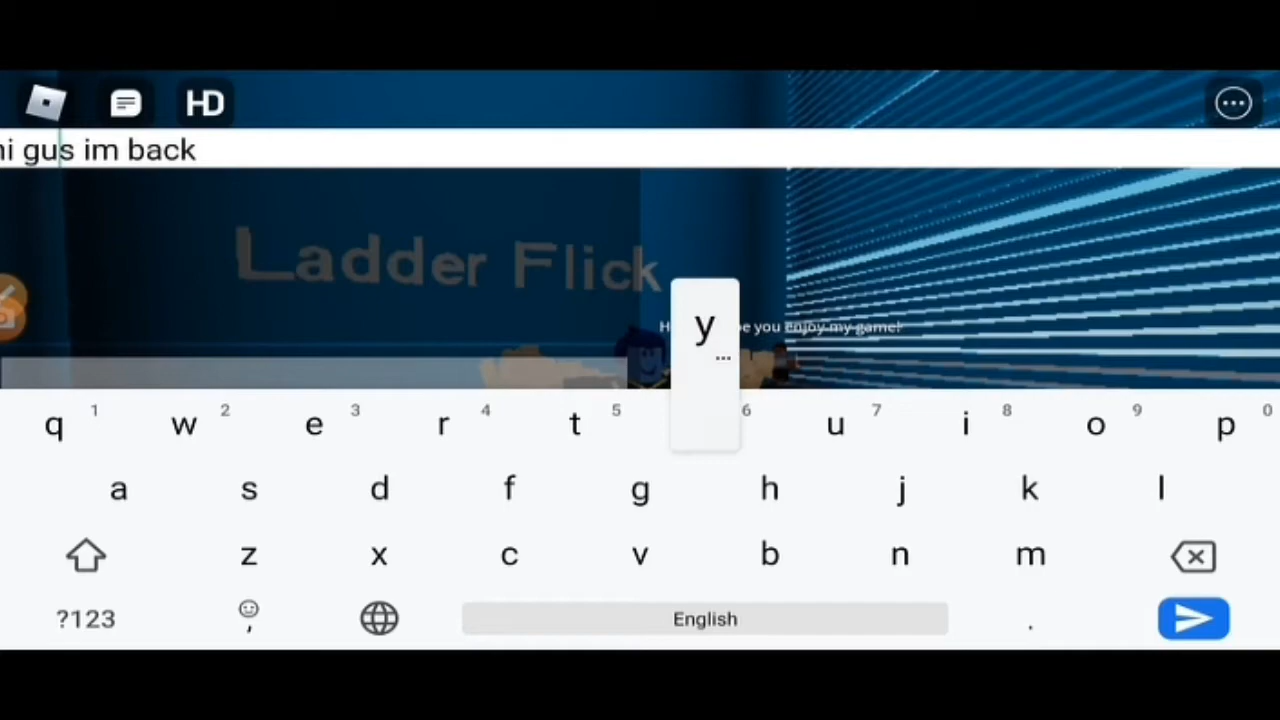 HD
hi gus im back
Ladder Flick
you enjoy my game!
y
...
q 1 w 2 e 3 r 4 t 5 6 u 7 i 8 o 9 p 0
a s d f g h j k l
z x c v b n m
?123 , English .